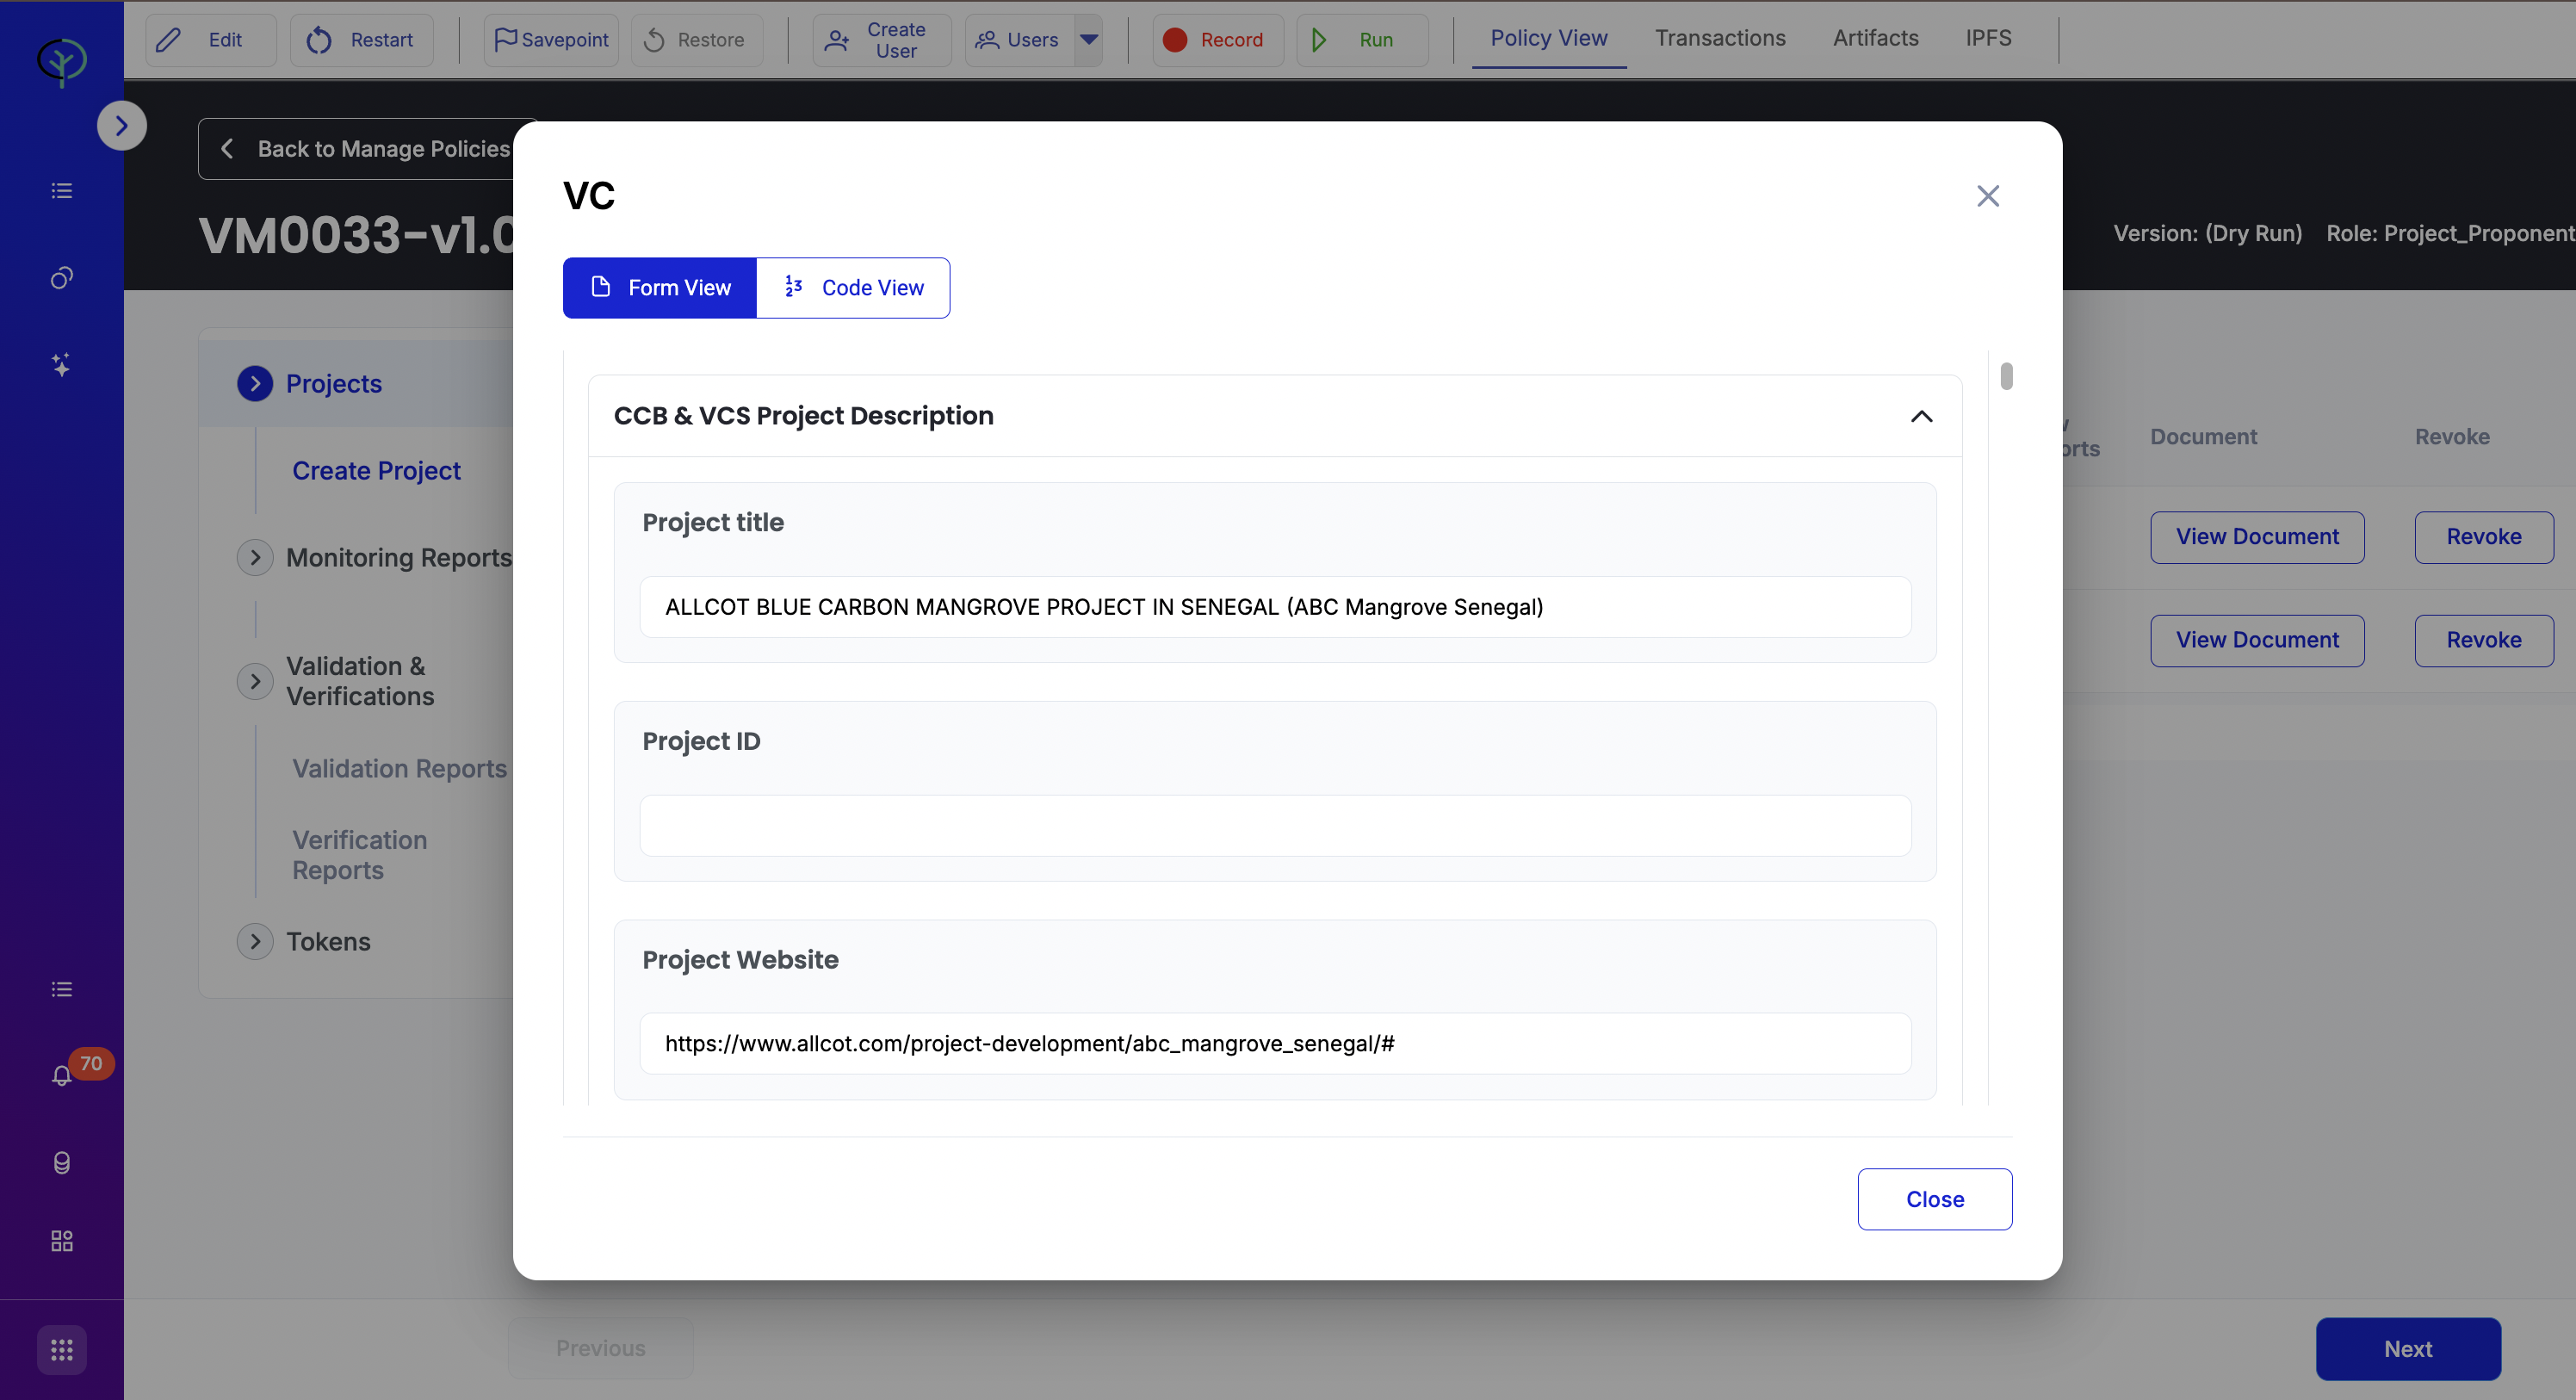 Edit
Restart
Savepoint
Restore
Create
User
Users
Record
Run
Policy View
Transactions
Artifacts
IPFS
Back to Manage Policies
VM0033-v1.0
Version: (Dry Run)
Role: Project_Proponent
Projects
Create Project
Monitoring Reports
Validation &
Verifications
Validation Reports
Verification
Reports
Tokens
70
VC
Form View
Code View
CCB & VCS Project Description
Project title
ALLCOT BLUE CARBON MANGROVE PROJECT IN SENEGAL (ABC Mangrove Senegal)
Project ID
Project Website
https://www.allcot.com/project-development/abc_mangrove_senegal/#
Close
Document
Revoke
View Document
Revoke
View Document
Revoke
Previous
Next